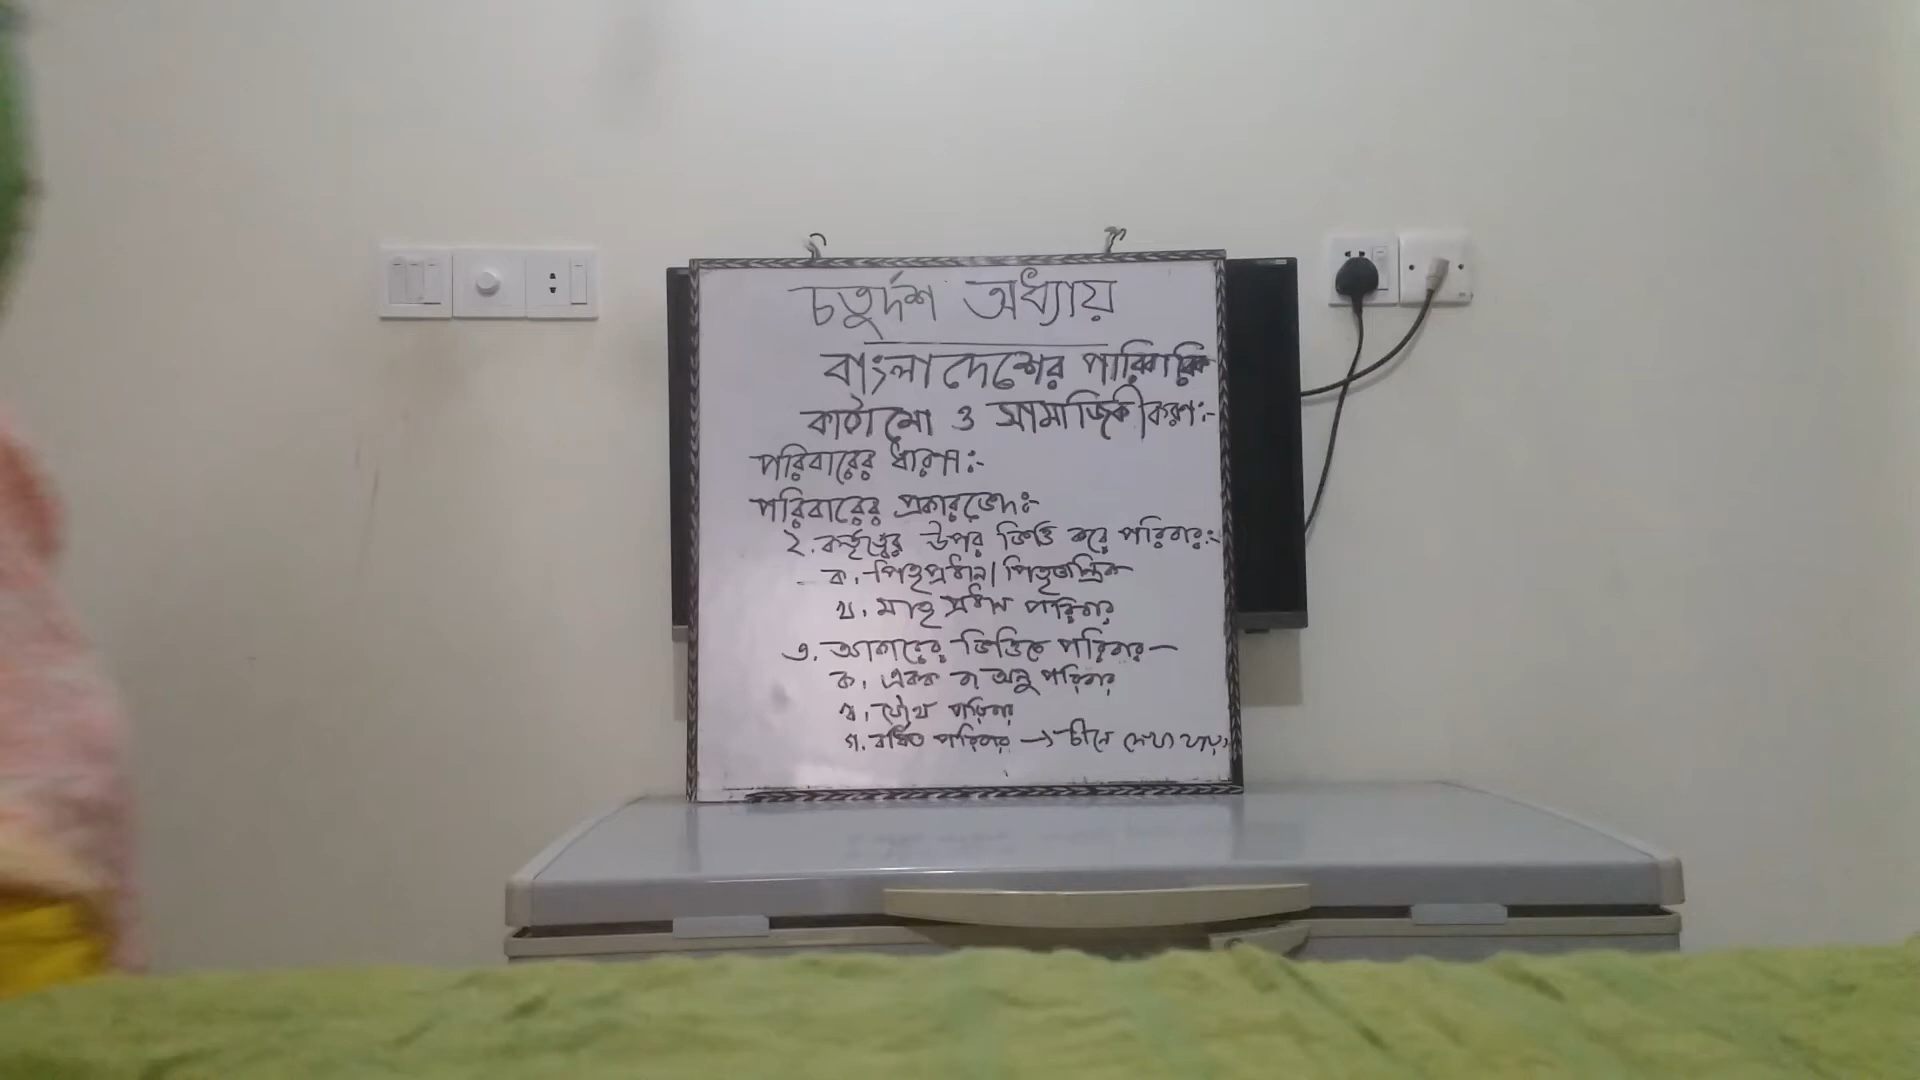 চতুর্দশ অধ্যায়
বাংলাদেশের পারিবারিক
কাঠামো ও সামাজিকীকরণ:-
পরিবারের ধারণা:-
পরিবারের প্রকারভেদ:-
২. কর্তৃত্বের উপর ভিত্তি করে পরিবার:-
ক. পিতৃপ্রধান/পিতৃতান্ত্রিক
খ. মাতৃপ্রধান পরিবার
৩. আকারের ভিত্তিতে পরিবার-
ক. একক বা অনু পরিবার
খ. যৌথ পরিবার
গ. বর্ধিত পরিবার → চীনে দেখা যায়